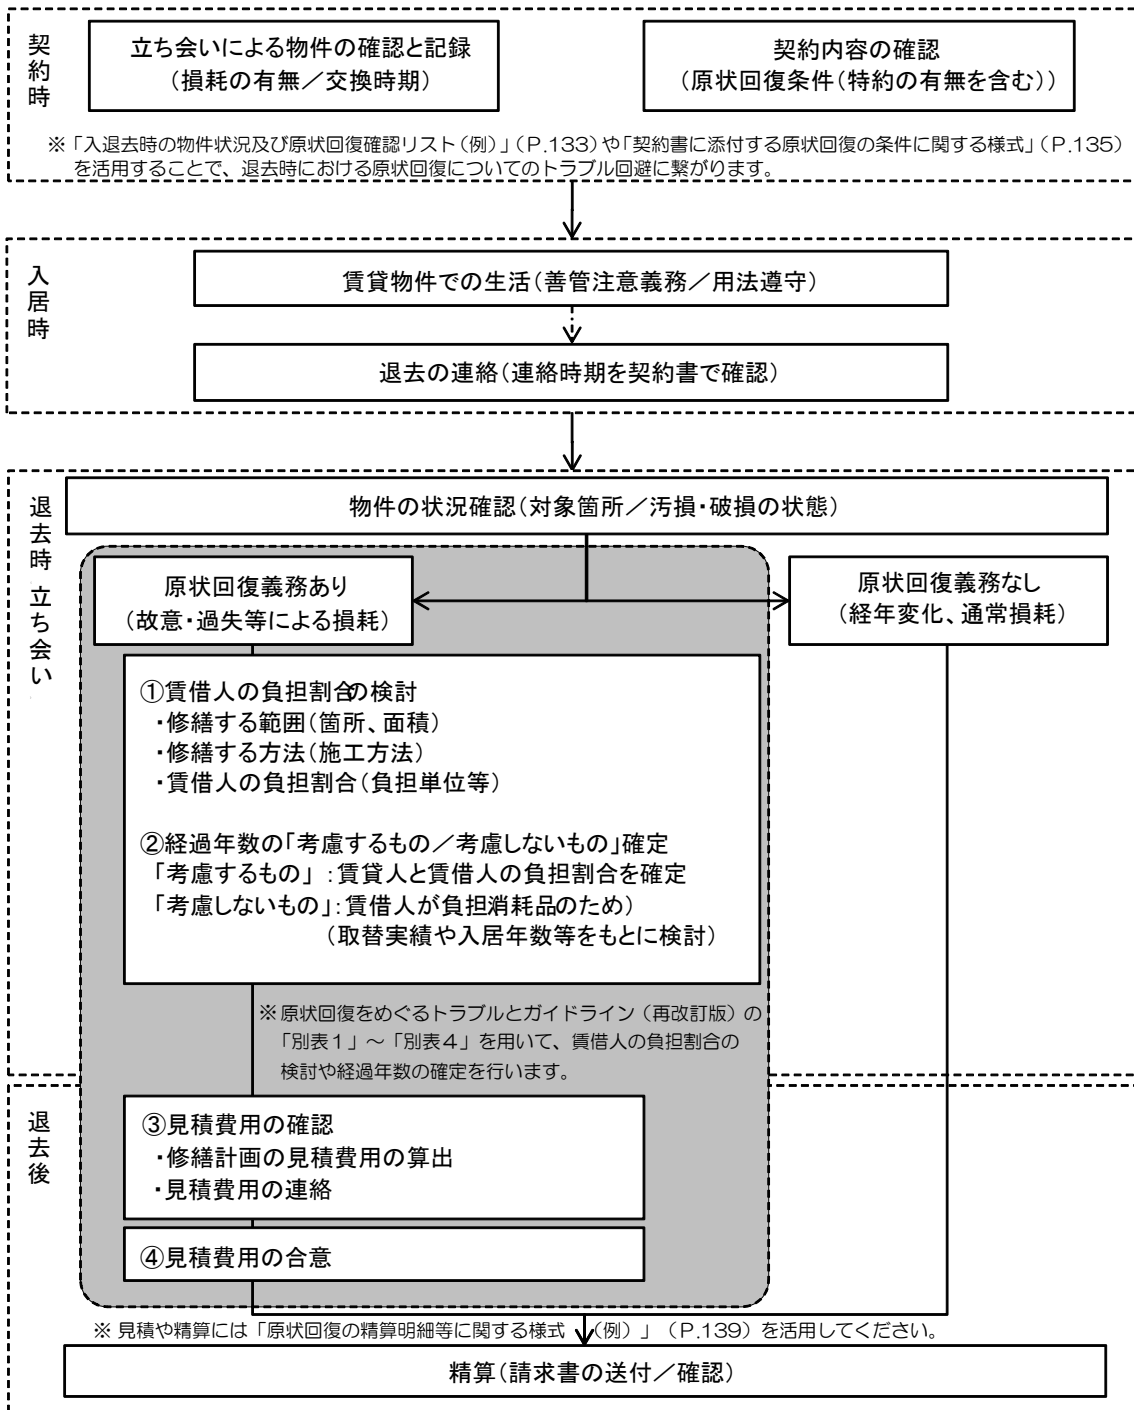 契約時
立ち会いによる物件の確認と記録
(損耗の有無／交換時期)
契約内容の確認
(原状回復条件(特約の有無を含む))
※「入退去時の物件状況及び原状回復確認リスト(例)」(P.133)や「契約書に添付する原状回復の条件に関する様式」(P.135)
を活用することで、退去時における原状回復についてのトラブル回避に繋がります。
入居時
賃貸物件での生活(善管注意義務／用法遵守)
退去の連絡(連絡時期を契約書で確認)
退去時 立ち会い
物件の状況確認(対象箇所／汚損・破損の状態)
原状回復義務あり
(故意・過失等による損耗)
原状回復義務なし
(経年変化、通常損耗)
①賃借人の負担割合の検討
・修繕する範囲(箇所、面積)
・修繕する方法(施工方法)
・賃借人の負担割合(負担単位等)
②経過年数の「考慮するもの／考慮しないもの」確定
「考慮するもの」：賃貸人と賃借人の負担割合を確定
「考慮しないもの」：賃借人が負担消耗品のため)
(取替実績や入居年数等をもとに検討)
※原状回復をめぐるトラブルとガイドライン(再改訂版)の
「別表１」～「別表４」を用いて、賃借人の負担割合の
検討や経過年数の確定を行います。
退去後
③見積費用の確認
・修繕計画の見積費用の算出
・見積費用の連絡
④見積費用の合意
※ 見積や精算には「原状回復の精算明細等に関する様式 (例)」(P.139)を活用してください。
精算(請求書の送付／確認)